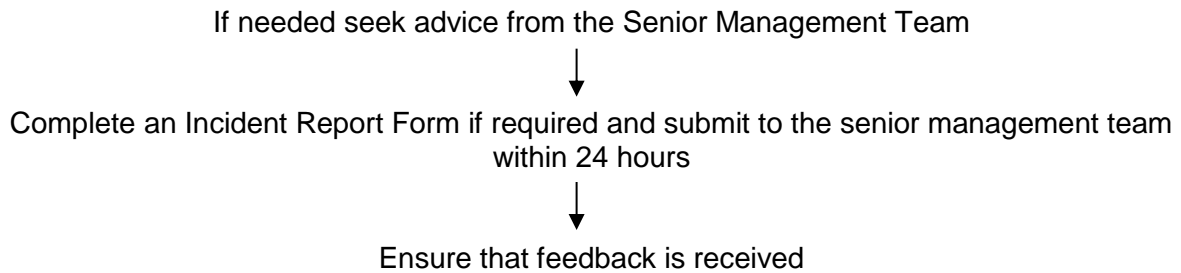 If needed seek advice from the Senior Management Team
Complete an Incident Report Form if required and submit to the senior management team
within 24 hours
Ensure that feedback is received